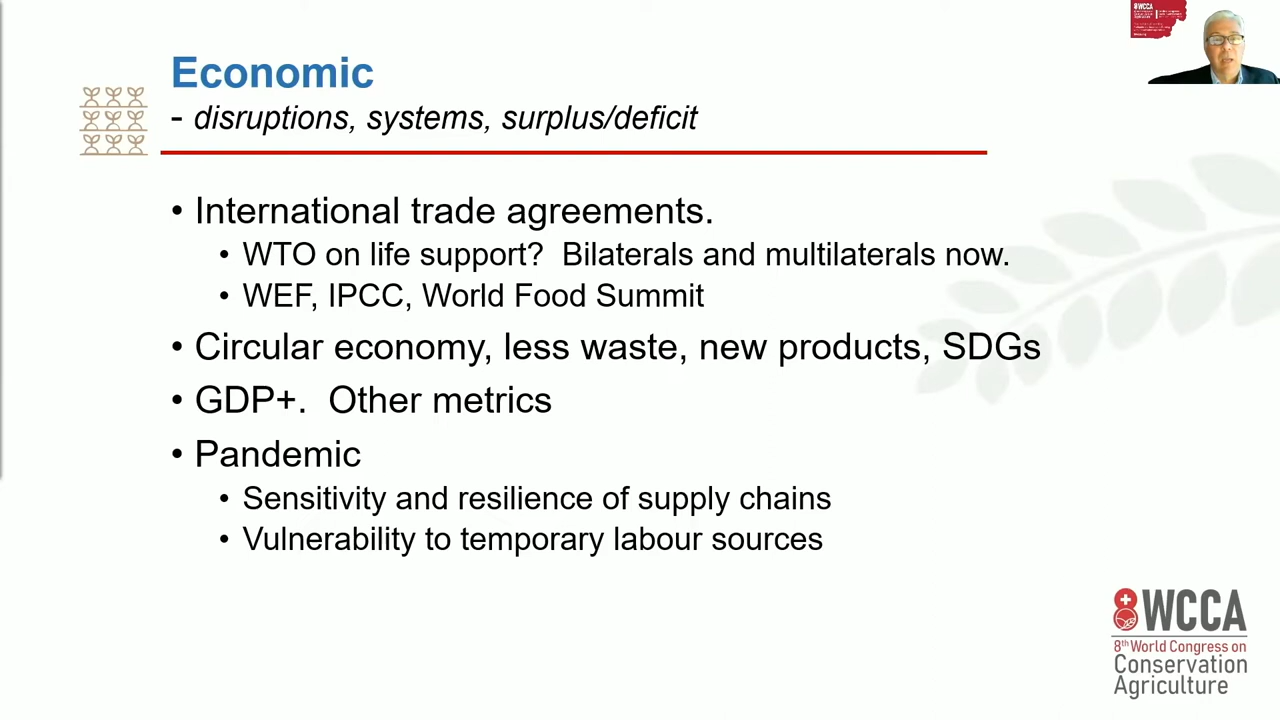 Economic
- disruptions, systems, surplus/deficit
• International trade agreements.
• WTO on life support?  Bilaterals and multilaterals now.
• WEF, IPCC, World Food Summit
• Circular economy, less waste, new products, SDGs
• GDP+.  Other metrics
• Pandemic
• Sensitivity and resilience of supply chains
• Vulnerability to temporary labour sources
8WCCA
8th World Congress on
Conservation
Agriculture